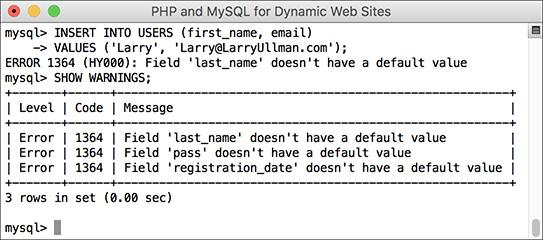 PHP and MySQL for Dynamic Web Sites
mysql> INSERT INTO USERS (first_name, email)
    -> VALUES ('Larry', 'Larry@LarryUllman.com');
ERROR 1364 (HY000): Field 'last_name' doesn't have a default value
mysql> SHOW WARNINGS;
+-------+------+--------------------------------------------------------+
| Level | Code | Message                                                |
+-------+------+--------------------------------------------------------+
| Error | 1364 | Field 'last_name' doesn't have a default value         |
| Error | 1364 | Field 'pass' doesn't have a default value              |
| Error | 1364 | Field 'registration_date' doesn't have a default value |
+-------+------+--------------------------------------------------------+
3 rows in set (0.00 sec)
mysql>